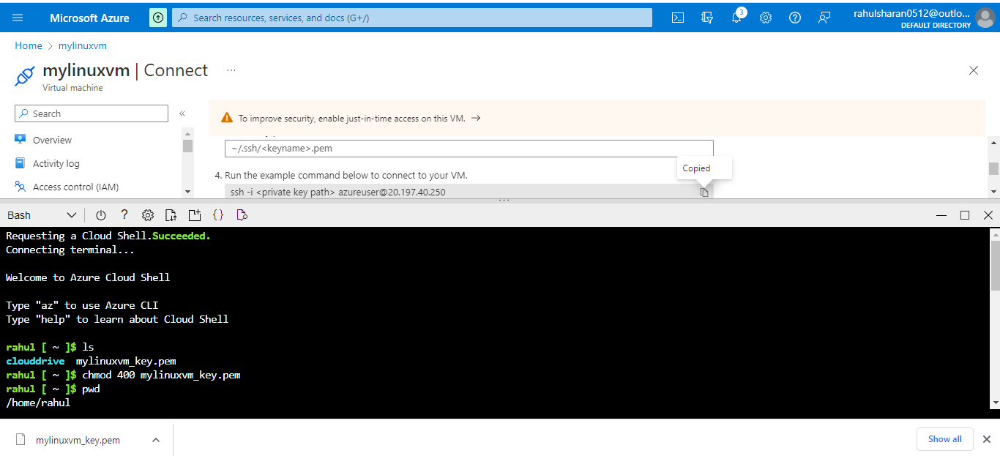 Microsoft Azure
Search resources, services, and docs (G+/)
3
rahulsharan0512@outlo...
DEFAULT DIRECTORY
Home > mylinuxvm
mylinuxvm | Connect ...
Virtual machine
Search
«
Overview
Activity log
Access control (IAM)
To improve security, enable just-in-time access on this VM. →
~/.ssh/<keyname>.pem
Copied
4. Run the example command below to connect to your VM.
ssh -i <private key path> azureuser@20.197.40.250
Bash
?
{}
Requesting a Cloud Shell.Succeeded.
Connecting terminal...
Welcome to Azure Cloud Shell
Type "az" to use Azure CLI
Type "help" to learn about Cloud Shell
rahul [ ~ ]$ ls
clouddrive  mylinuxvm_key.pem
rahul [ ~ ]$ chmod 400 mylinuxvm_key.pem
rahul [ ~ ]$ pwd
/home/rahul
mylinuxvm_key.pem
Show all